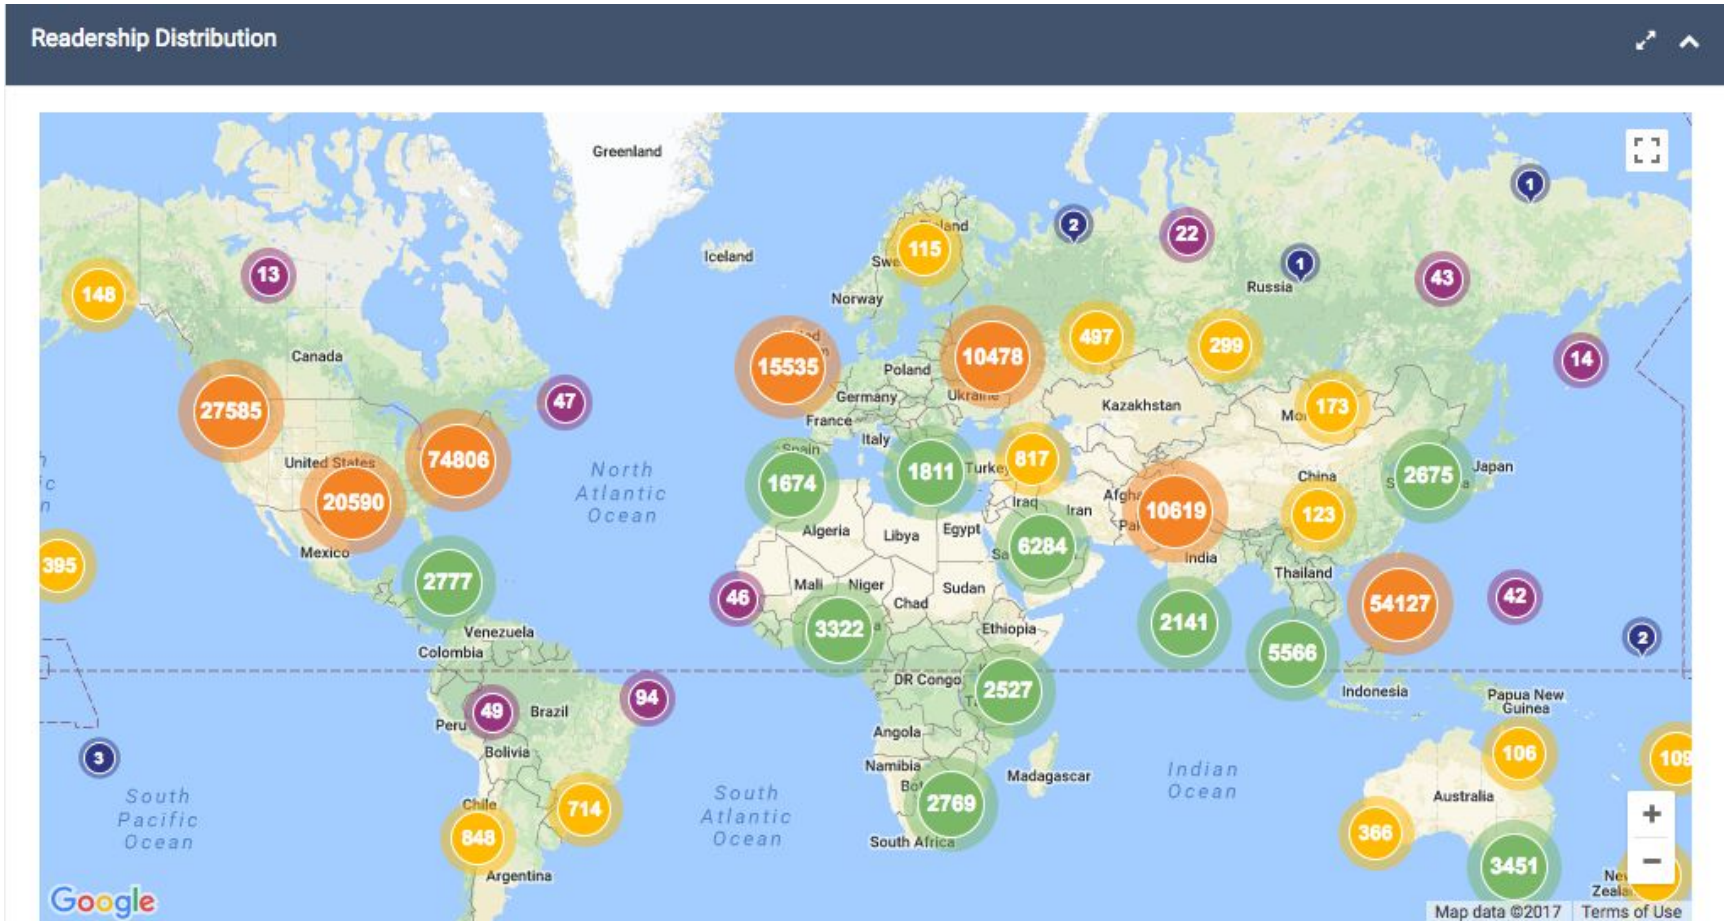 Readership Distribution
Greenland
1
2
22
115
Iceland
13
1
43
Russia
148
Norway
497
299
14
Canada
15535
10478
Poland
27585
47
Germany
Kazakhstan
173
France
Italy
United States
74806
North
Atlantic
Ocean
Spain
1674
1811
817
China
2675
Japan
20590
Iraq
Iran
10619
123
Mexico
Algeria
Libya
Egypt
6284
India
395
2777
Thailand
Mali
Niger
Sudan
46
Chad
54127
42
Venezuela
3322
Ethiopia
2141
2
Colombia
5566
DR Congo
2527
Indonesia
Papua New
Guinea
94
49
Brazil
Peru
Angola
Bolivia
3
106
109
Namibia
Madagascar
Indian
Ocean
South
Pacific
Ocean
Chile
714
South
Atlantic
Ocean
2769
Australia
848
South Africa
366
3451
Argentina
Google
Map data ©2017
Terms of Use